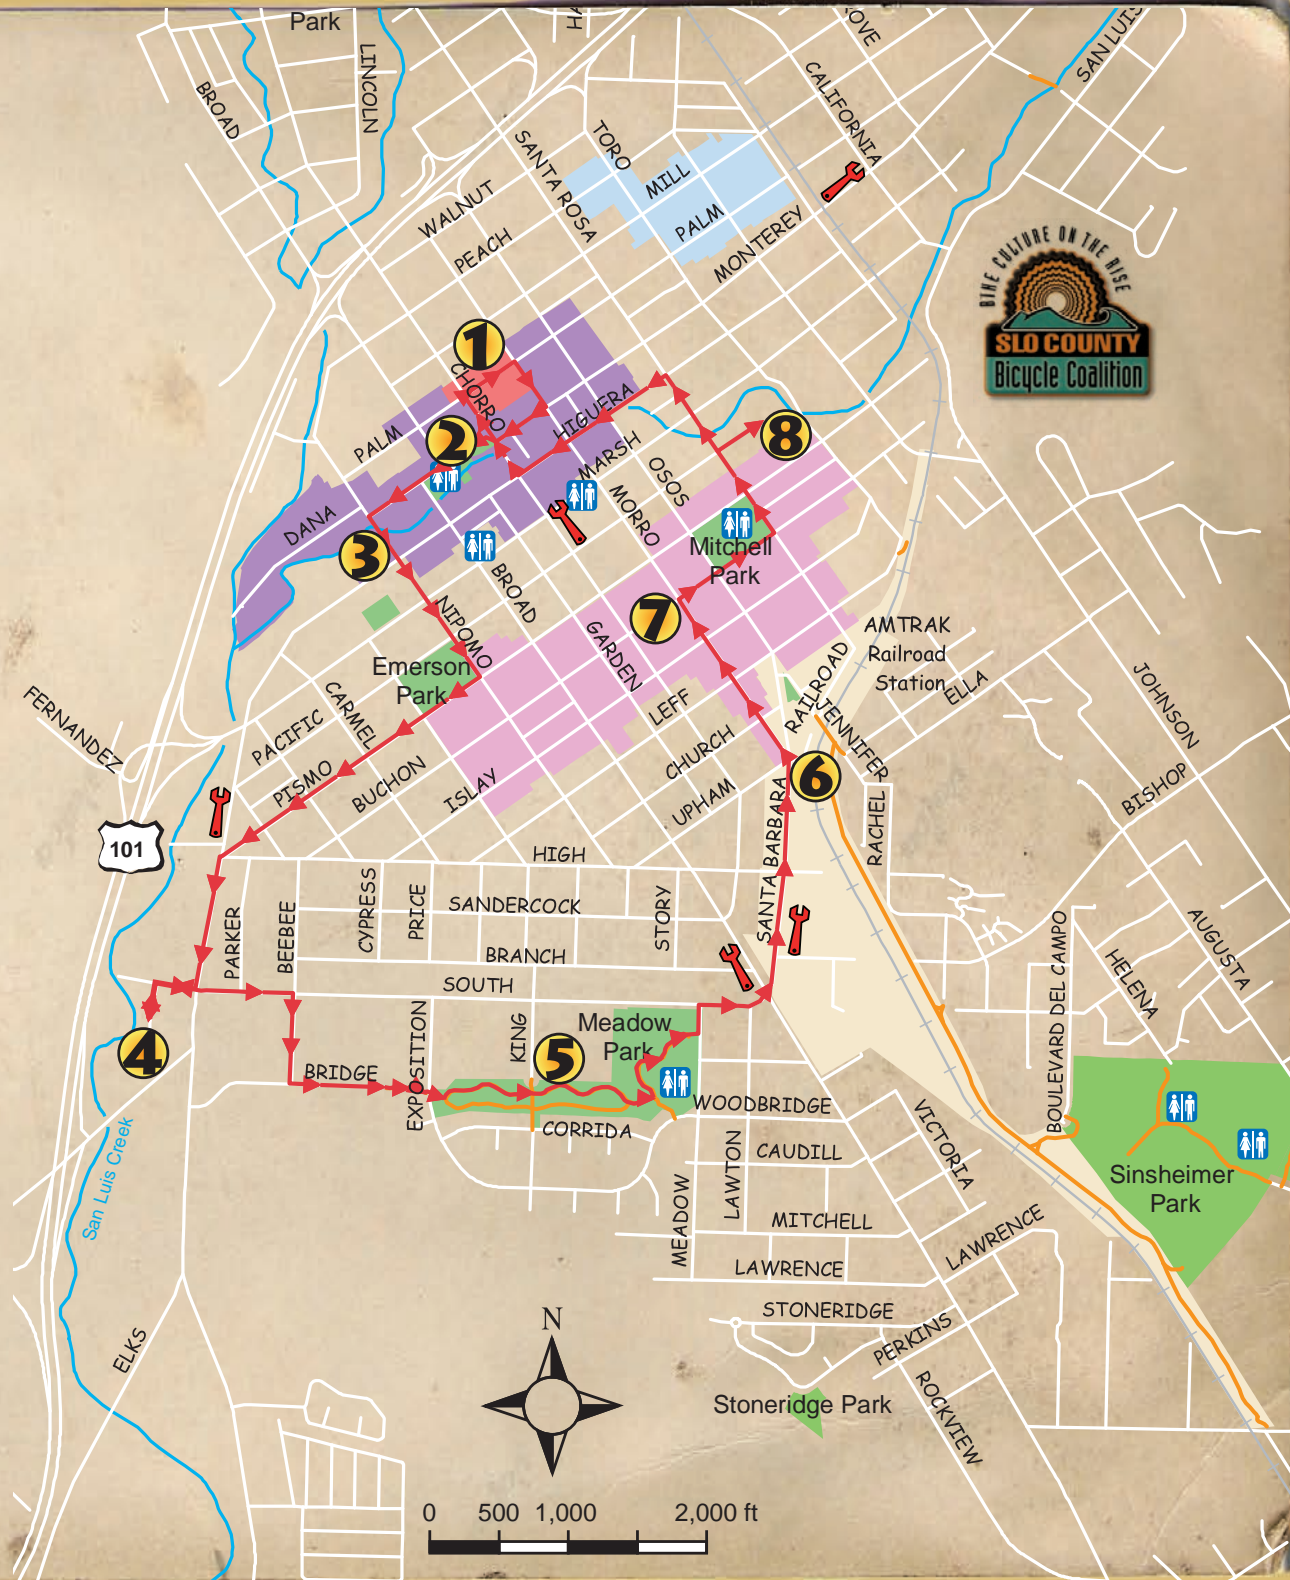 Park
HA
OVE
SAN LUIS
LINCOLN
BROAD
CALIFORNIA
TORO
SANTA ROSA
MILL
WALNUT
PALM
PEACH
MONTEREY
BIKE CULTURE ON THE RISE
SLO COUNTY
Bicycle Coalition
1
CHORRO
2
HIGUERA
PALM
8
MARSH
OSOS
MORRO
DANA
3
Mitchell
Park
BROAD
NIPOMO
7
GARDEN
AMTRAK
Railroad
Station
Emerson
Park
RAILROAD
ELLA
JOHNSON
FERNANDEZ
CARMEL
PACIFIC
LEFF
JENNIFER
CHURCH
6
PISMO
BUCHON
ISLAY
UPHAM
BISHOP
101
SANTA BARBARA
RACHEL
HIGH
CYPRESS
PRICE
SANDERCOCK
STORY
PARKER
BEEBEE
BRANCH
SOUTH
AUGUSTA
HELENA
BOULEVARD DEL CAMPO
4
EXPOSITION
KING
5
Meadow
Park
BRIDGE
WOODBRIDGE
CORRIDA
VICTORIA
CAUDILL
San Luis Creek
LAWTON
MEADOW
Sinsheimer
Park
MITCHELL
LAWRENCE
LAWRENCE
STONERIDGE
N
PERKINS
ELKS
Stoneridge Park
ROCKVIEW
0 500 1,000 2,000 ft